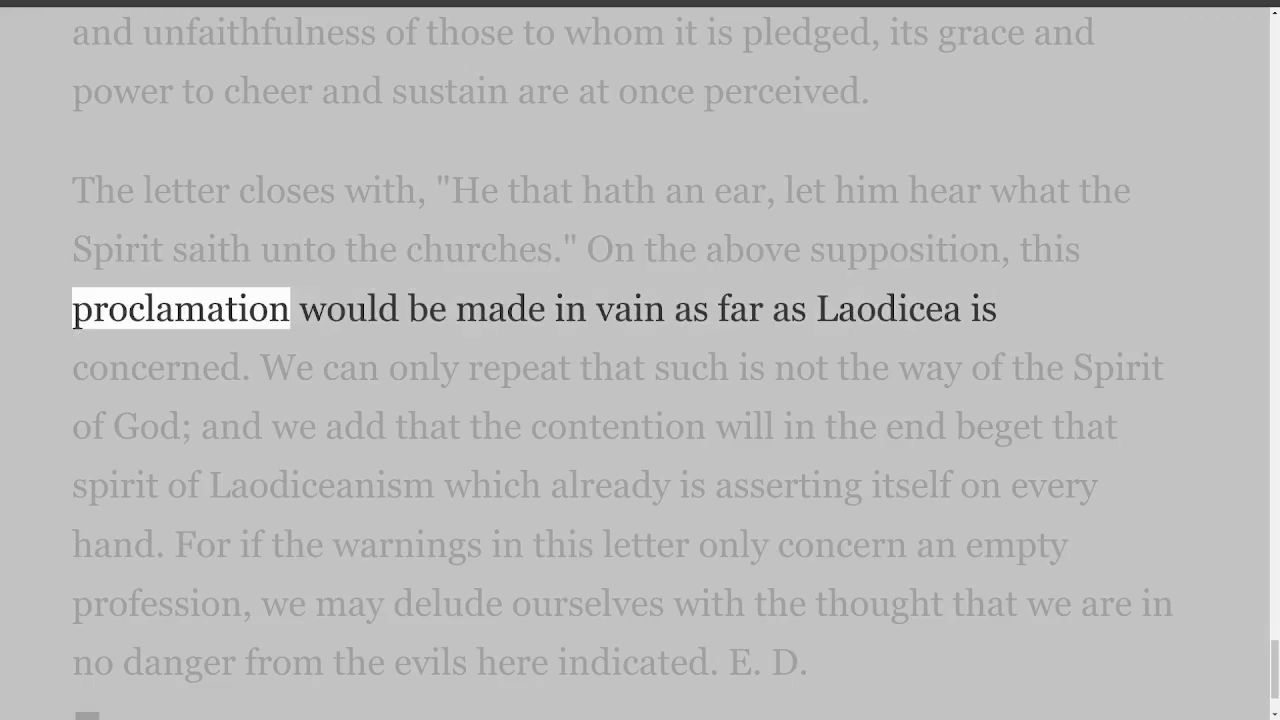 and unfaithfulness of those to whom it is pledged, its grace and
power to cheer and sustain are at once perceived.
The letter closes with, "He that hath an ear, let him hear what the
Spirit saith unto the churches." On the above supposition, this
proclamation would be made in vain as far as Laodicea is
concerned. We can only repeat that such is not the way of the Spirit
of God; and we add that the contention will in the end beget that
spirit of Laodiceanism which already is asserting itself on every
hand. For if the warnings in this letter only concern an empty
profession, we may delude ourselves with the thought that we are in
no danger from the evils here indicated. E. D.